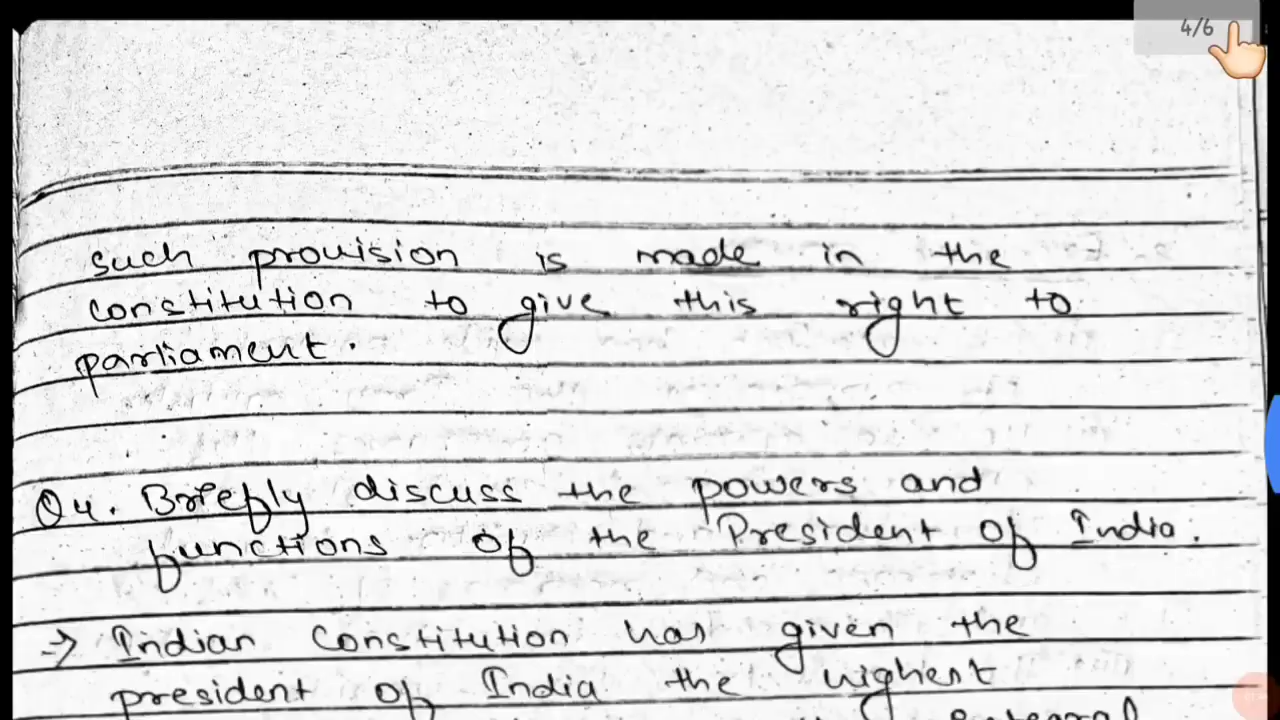 4/6
such provision is made in the
constitution to give this right to
parliament.
Q4. Briefly discuss the powers and
functions of the President of India.
→ Indian constitution has given the
president of India the highest